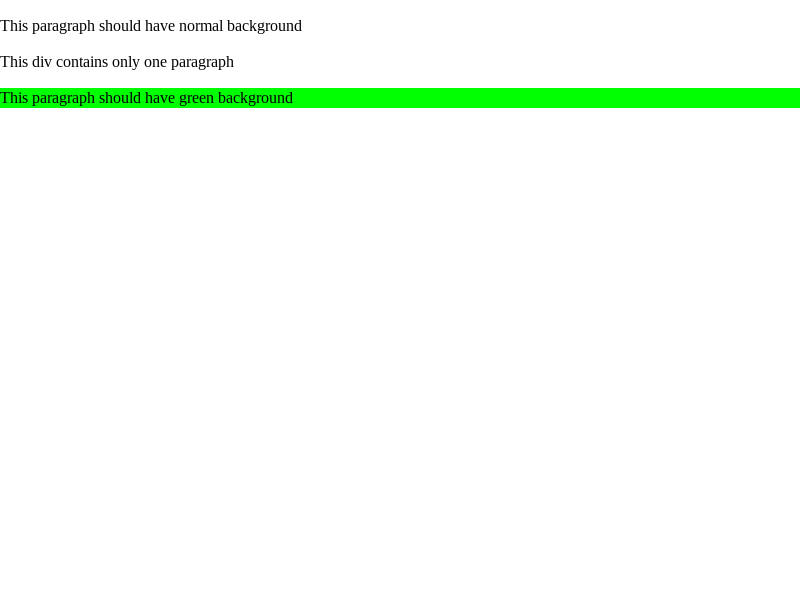 This paragraph should have normal background
This div contains only one paragraph
This paragraph should have green background